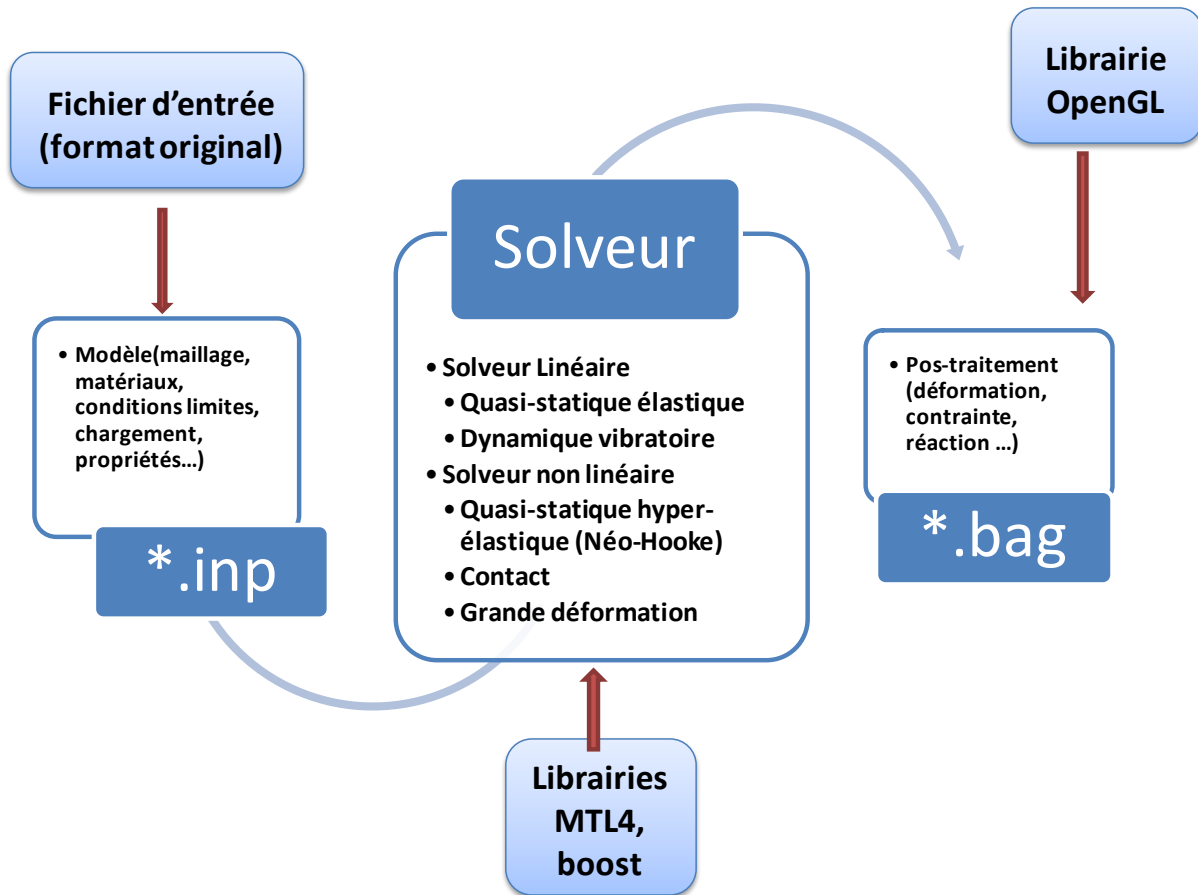 Fichier d'entrée
(format original)
• Modèle(maillage,
matériaux,
conditions limites,
chargement,
propriétés…)
*.inp
Solveur
• Solveur Linéaire
• Quasi-statique élastique
• Dynamique vibratoire
• Solveur non linéaire
• Quasi-statique hyper-
élastique (Néo-Hooke)
• Contact
• Grande déformation
Librairies
MTL4,
boost
Librairie
OpenGL
• Pos-traitement
(déformation,
contrainte,
réaction …)
*.bag